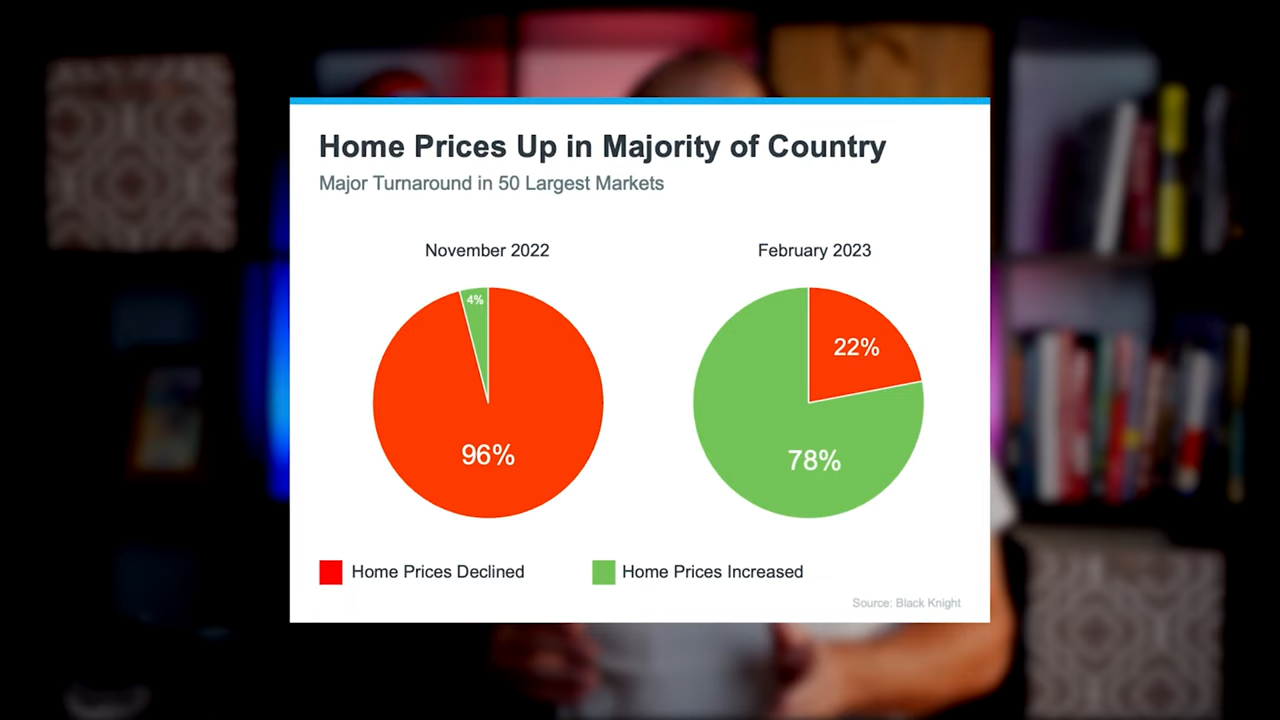 Home Prices Up in Majority of Country
Major Turnaround in 50 Largest Markets
November 2022
February 2023
4%
96%
22%
78%
Home Prices Declined
Home Prices Increased
Source: Black Knight